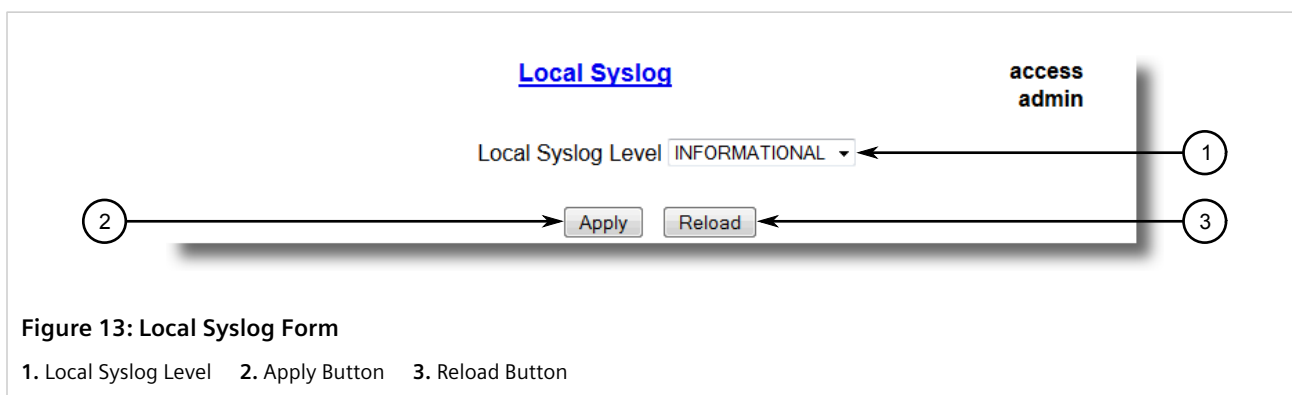 Local Syslog
access
admin
Local Syslog Level INFORMATIONAL
1
2
Apply Reload
3
Figure 13: Local Syslog Form
1. Local Syslog Level 2. Apply Button 3. Reload Button